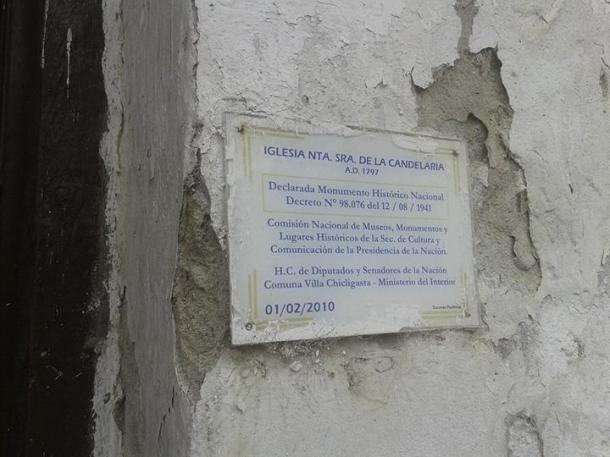 IGLESIA NTA. SRA. DE LA CANDELARIA
A.D. 1797
Declarada Monumento Histórico Nacional
Decreto N° 98.076 del 12 / 08 / 1941
Comisión Nacional de Museos, Monumentos y
Lugares Históricos de la Sec. de Cultura y
Comunicación de la Presidencia de la Nación.
H.C. de Diputados y Senadores de la Nación
Comuna Villa Chicligasta - Ministerio del Interior
01/02/2010